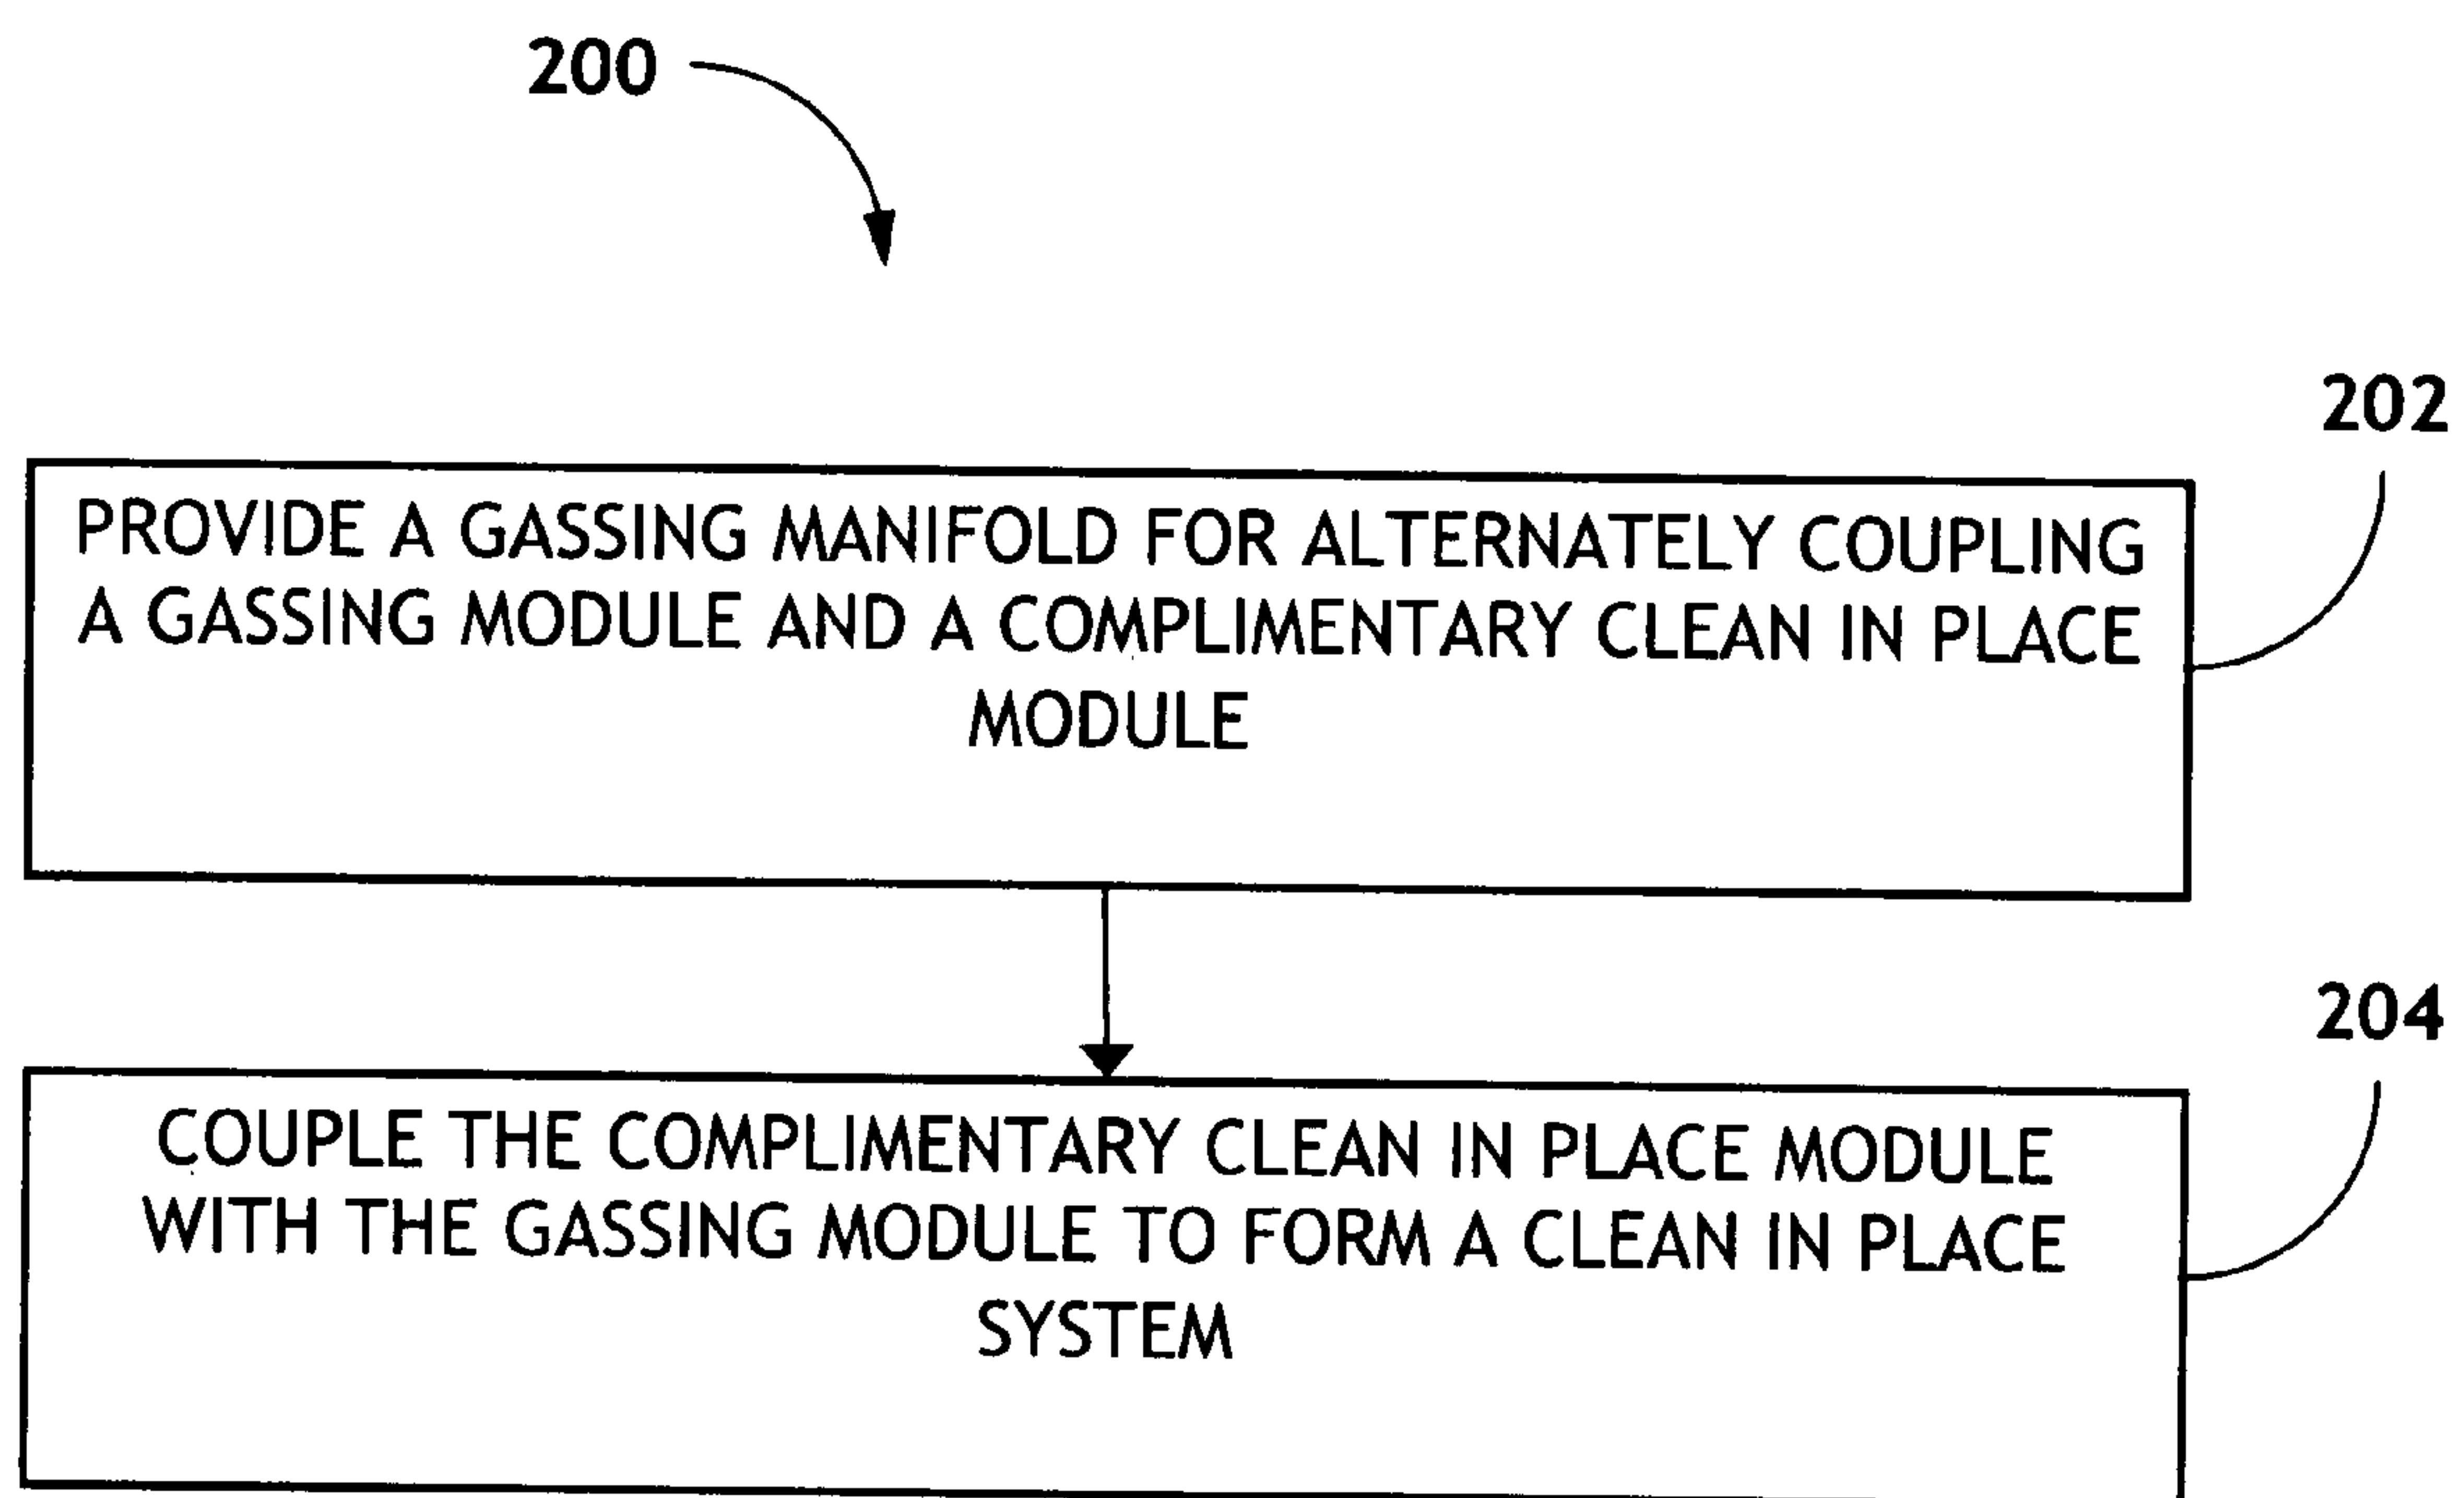 200
202
PROVIDE A GASSING MANIFOLD FOR ALTERNATELY COUPLING
A GASSING MODULE AND A COMPLIMENTARY CLEAN IN PLACE
MODULE
204
COUPLE THE COMPLIMENTARY CLEAN IN PLACE MODULE
WITH THE GASSING MODULE TO FORM A CLEAN IN PLACE
SYSTEM